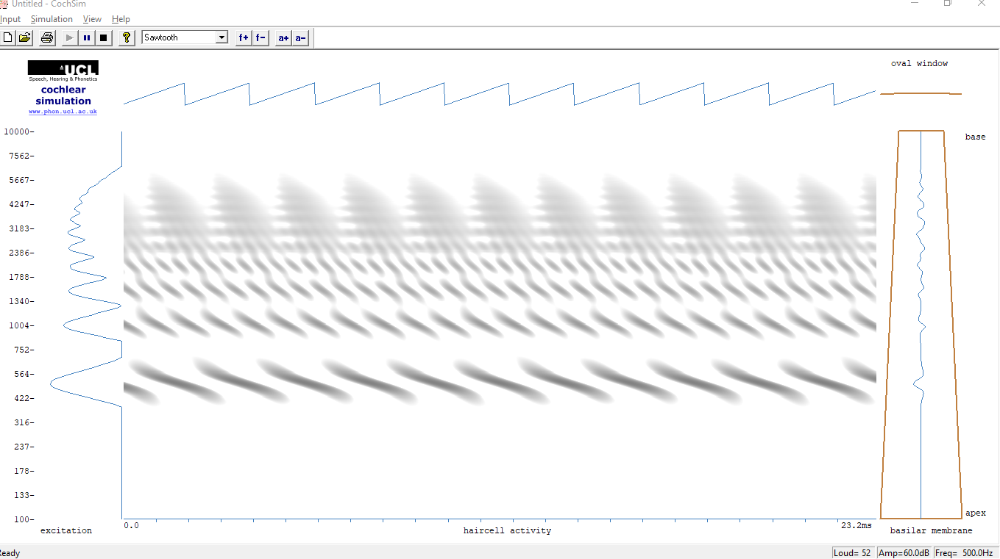 Untitled - CochSim
Input Simulation View Help
Sawtooth f+ f- a+ a-
UCL
Speech, Hearing & Phonetics
cochlear
simulation
www.phon.ucl.ac.uk
oval window
10000-
7562-
5667-
4247-
3183-
2386-
1788-
1340-
1004-
752-
564-
422-
316-
237-
178-
133-
100-
base
apex
0.0
23.2ms
excitation
haircell activity
basilar membrane
Ready
Loud= 52 Amp=60.0dB Freq= 500.0Hz